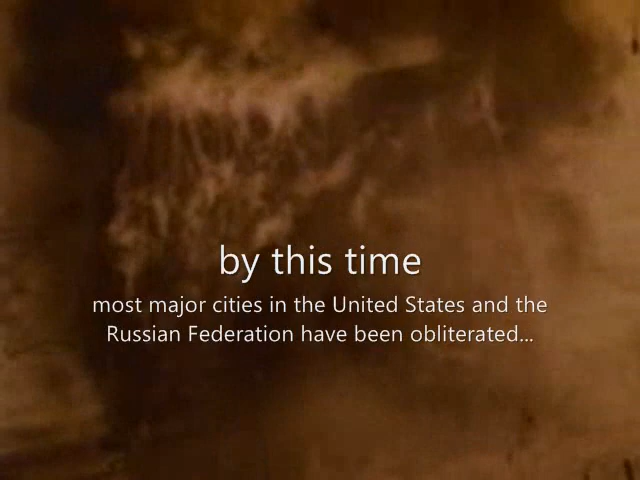 by this time
most major cities in the United States and the
Russian Federation have been obliterated...